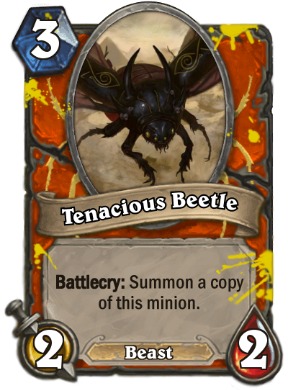 3
Tenacious Beetle
Battlecry: Summon a copy
of this minion.
2
Beast
2